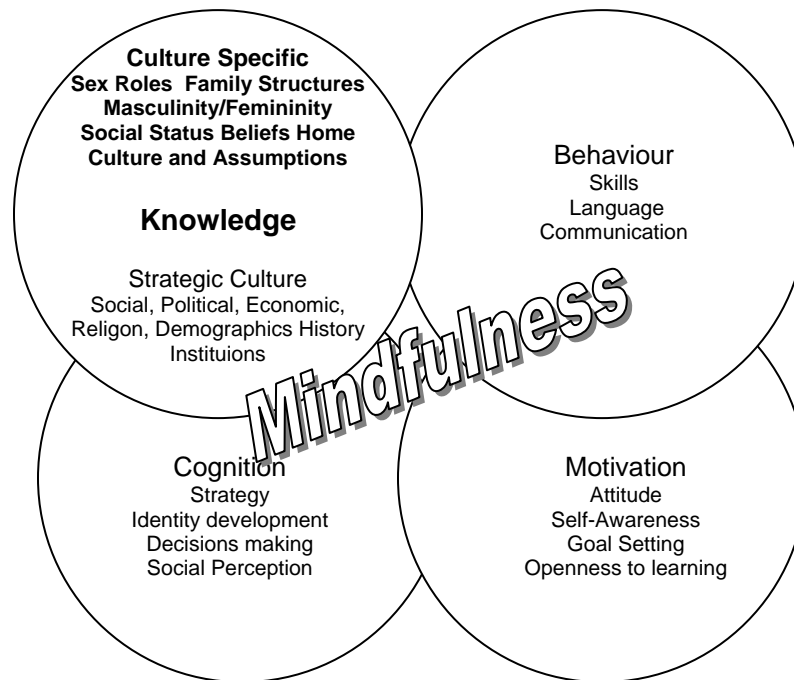 Culture Specific
Sex Roles  Family Structures
Masculinity/Femininity
Social Status Beliefs Home
Culture and Assumptions
Knowledge
Strategic Culture
Social, Political, Economic,
Religon, Demographics History
Instituions
Behaviour
Skills
Language
Communication
Mindfulness
Cognition
Strategy
Identity development
Decisions making
Social Perception
Motivation
Attitude
Self-Awareness
Goal Setting
Openness to learning